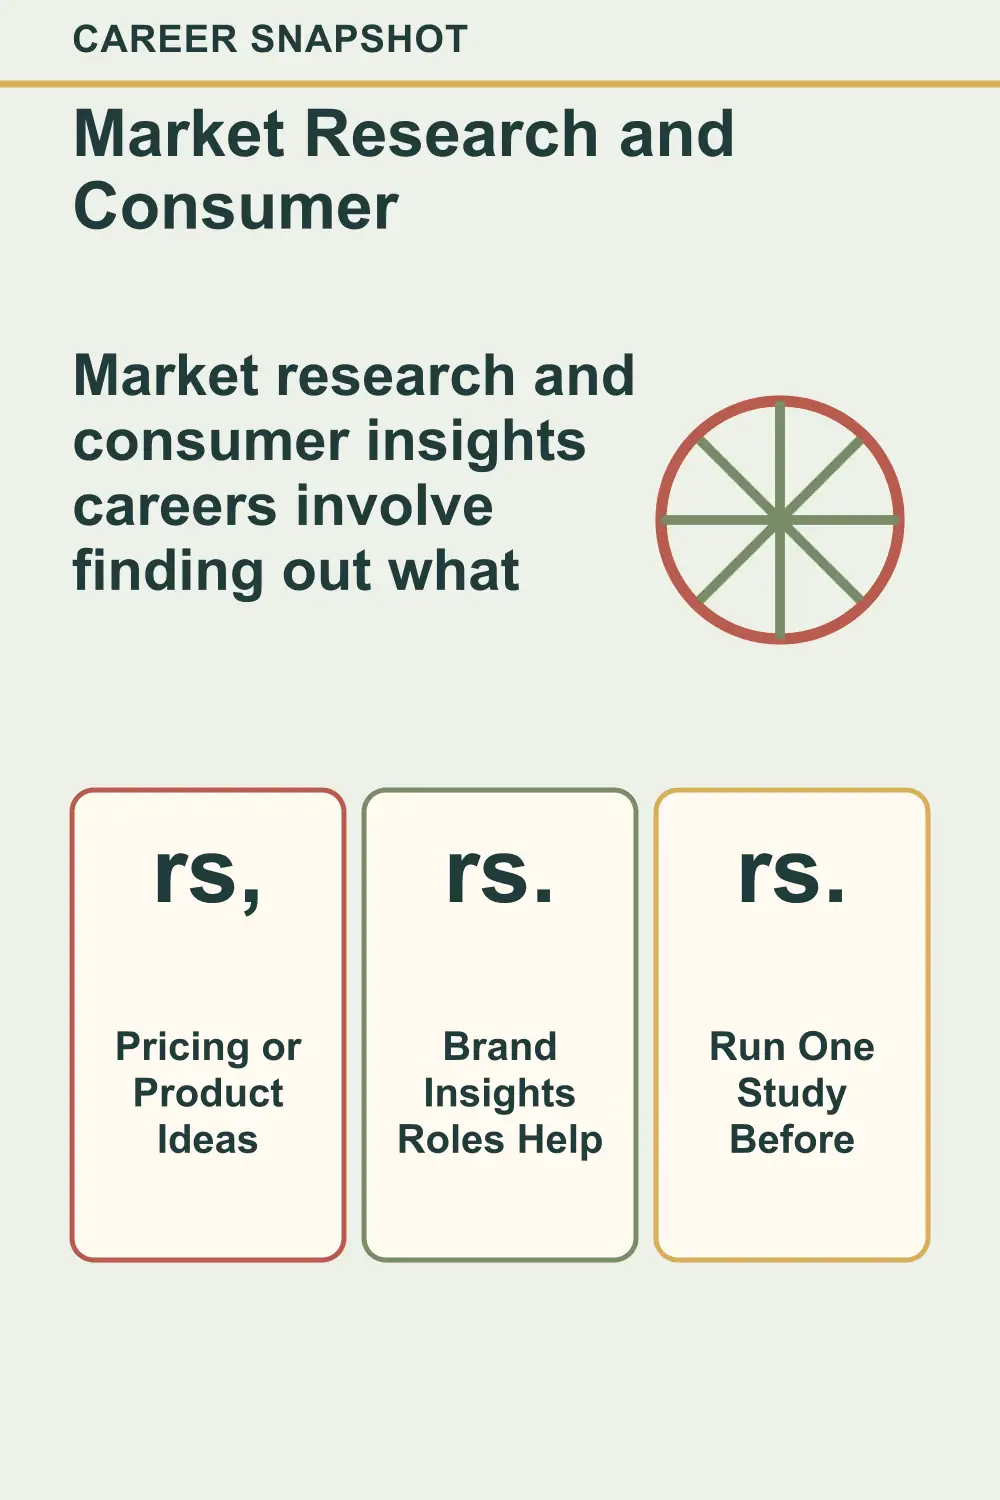 CAREER SNAPSHOT
Market Research and
Consumer
Market research and
consumer insights
careers involve
finding out what
rs,
Pricing or
Product
Ideas
rs.
Brand
Insights
Roles Help
rs.
Run One
Study
Before